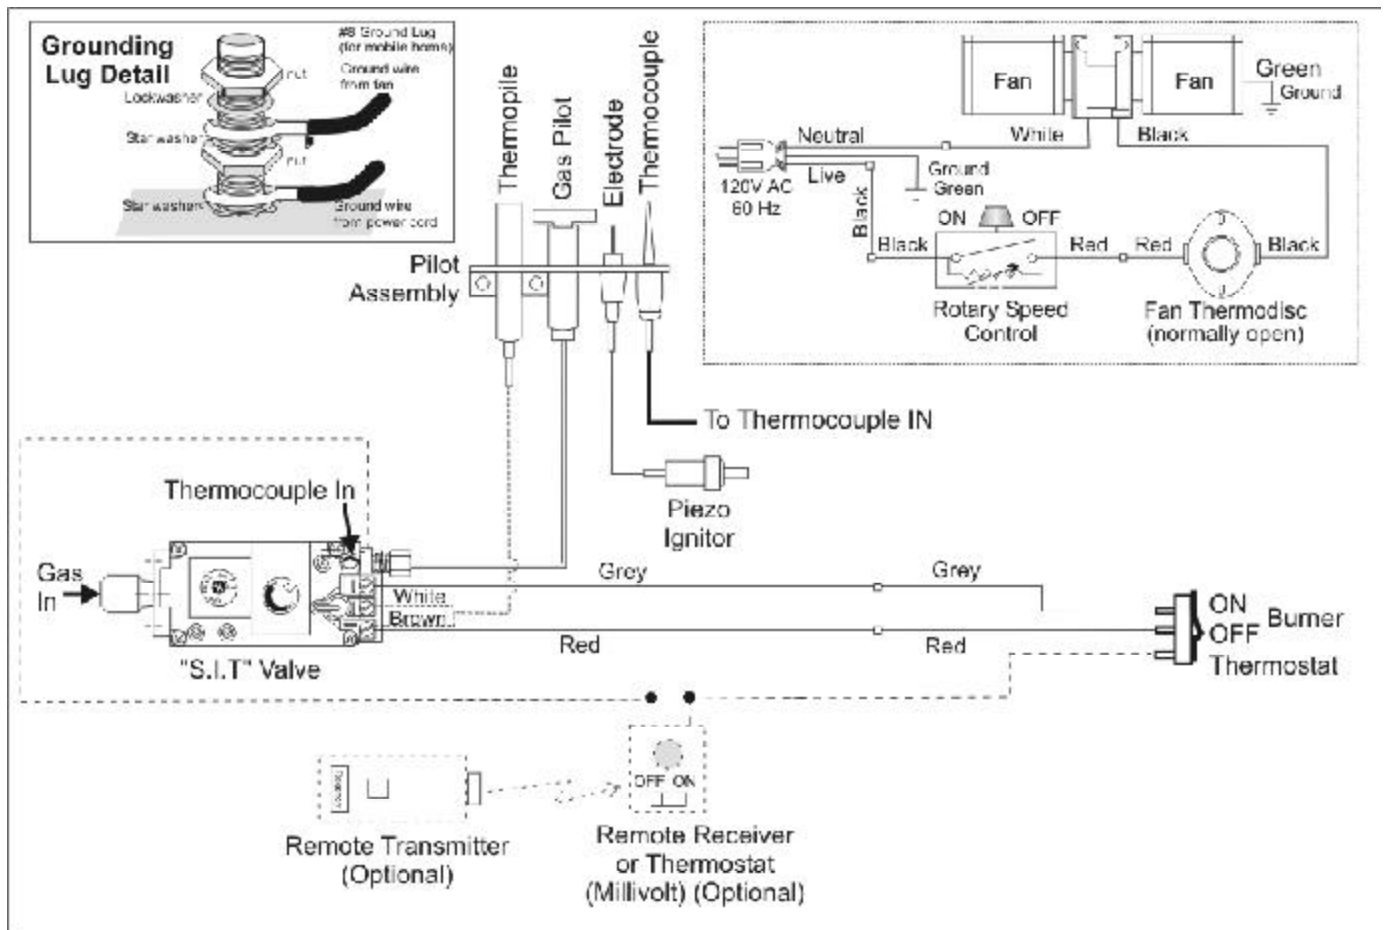 Grounding
Lug Detail
#8 Ground Lug
(for mobile home)
nut
Ground wire
from fan
Lockwasher
Star washer
nut
Star washer
Ground wire
from power cord
Thermopile
Gas Pilot
Electrode
Thermocouple
Pilot
Assembly
Fan
Fan
Green
Ground
Neutral
White
Black
120V AC
60 Hz
Live
Ground
Green
Black
ON
OFF
Black
Red
Red
Black
Rotary Speed
Control
Fan Thermodisc
(normally open)
To Thermocouple IN
Piezo
Ignitor
Thermocouple In
Gas
In
Grey
Grey
White
Brown
Red
Red
ON
OFF
Burner
Thermostat
"S.I.T" Valve
OFF ON
Remote Transmitter
(Optional)
Remote Receiver
or Thermostat
(Millivolt) (Optional)